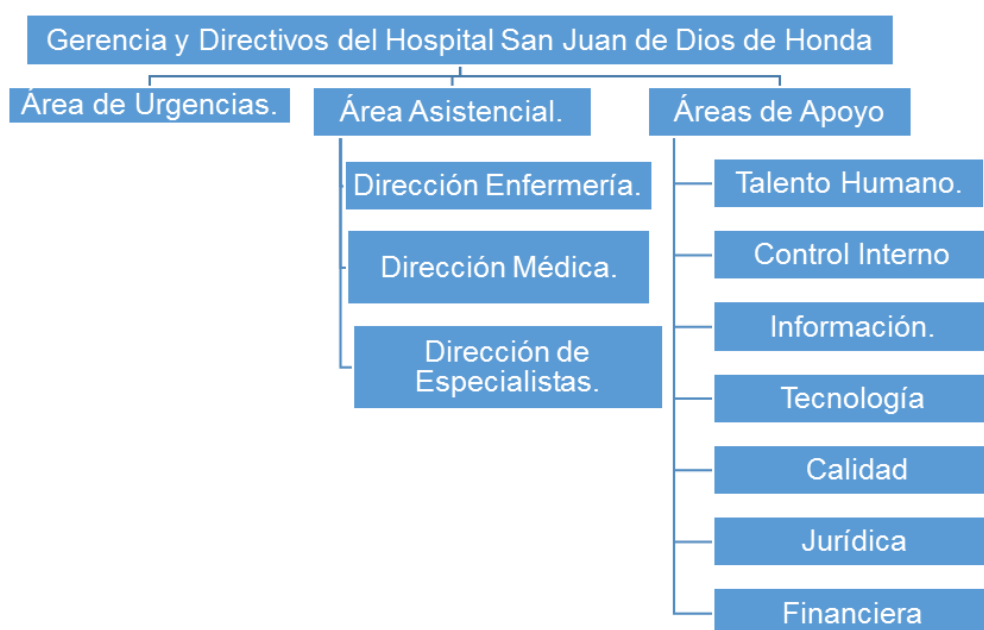 Gerencia y Directivos del Hospital San Juan de Dios de Honda
Área de Urgencias.
Área Asistencial.
Áreas de Apoyo
Dirección Enfermería.
Dirección Médica.
Dirección de
Especialistas.
Talento Humano.
Control Interno
Información.
Tecnología
Calidad
Jurídica
Financiera